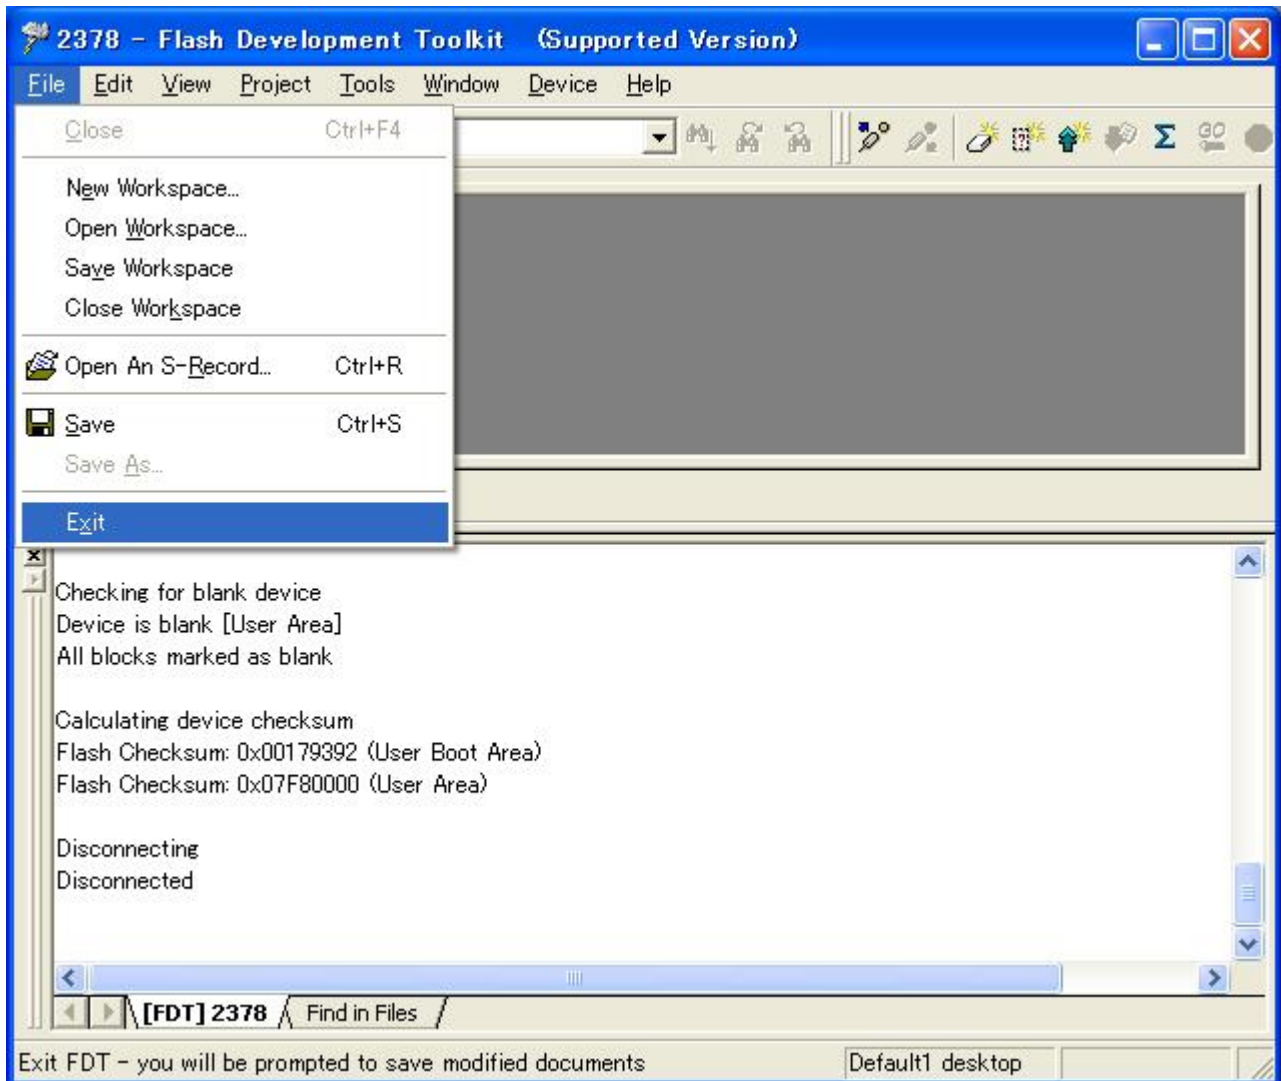 2378 - Flash Development Toolkit (Supported Version)
File Edit View Project Tools Window Device Help
Close Ctrl+F4
New Workspace...
Open Workspace...
Save Workspace
Close Workspace
Open An S-Record... Ctrl+R
Save Ctrl+S
Save As...
Exit
Checking for blank device
Device is blank [User Area]
All blocks marked as blank
Calculating device checksum
Flash Checksum: 0x00179392 (User Boot Area)
Flash Checksum: 0x07F80000 (User Area)
Disconnecting
Disconnected
[FDT] 2378 Find in Files
Exit FDT - you will be prompted to save modified documents Default1 desktop